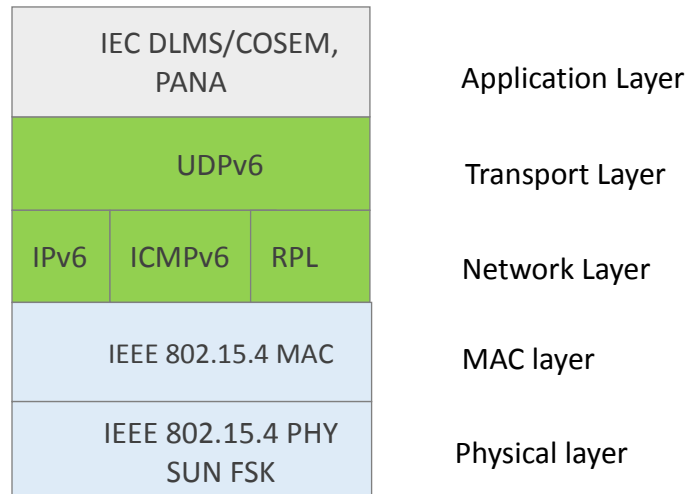 IEC DLMS/COSEM,
PANA
Application Layer
UDPv6
Transport Layer
IPv6 ICMPv6 RPL
Network Layer
IEEE 802.15.4 MAC
MAC layer
IEEE 802.15.4 PHY
SUN FSK
Physical layer